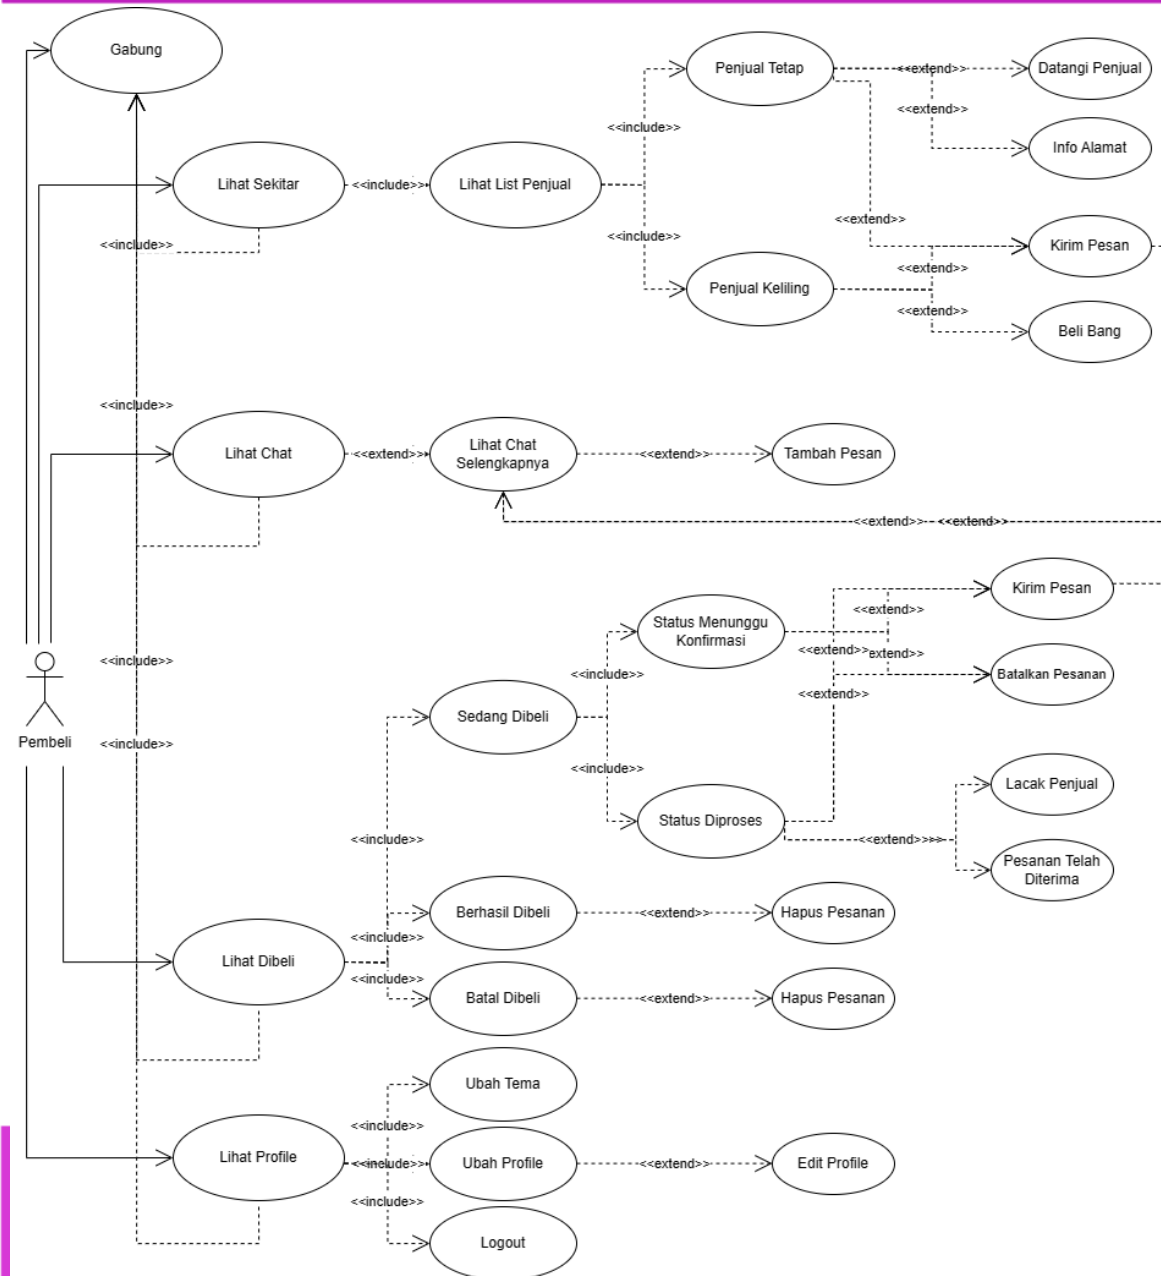 Gabung
Penjual Tetap
<<extend>>
Datangi Penjual
<<extend>>
<<include>>
Info Alamat
Lihat Sekitar
<<include>>
Lihat List Penjual
<<extend>>
<<include>>
<<include>>
Kirim Pesan
<<extend>>
Penjual Keliling
<<extend>>
Beli Bang
<<include>>
Lihat Chat
<<extend>>
Lihat Chat
Selengkapnya
<<extend>>
Tambah Pesan
<<extend>>
<<extend>>
Kirim Pesan
<<extend>>
Status Menunggu
Konfirmasi
<<extend>>
<<extend>>
<<include>>
<<include>>
Batalkan Pesanan
<<extend>>
Sedang Dibeli
Pembeli
<<include>>
<<include>>
Lacak Penjual
Status Diproses
<<include>>
<<extend>>
Pesanan Telah
Diterima
Berhasil Dibeli
<<extend>>
Hapus Pesanan
<<include>>
Lihat Dibeli
<<include>>
Batal Dibeli
<<extend>>
Hapus Pesanan
Ubah Tema
<<include>>
Lihat Profile
<<include>>
Ubah Profile
<<extend>>
Edit Profile
<<include>>
Logout